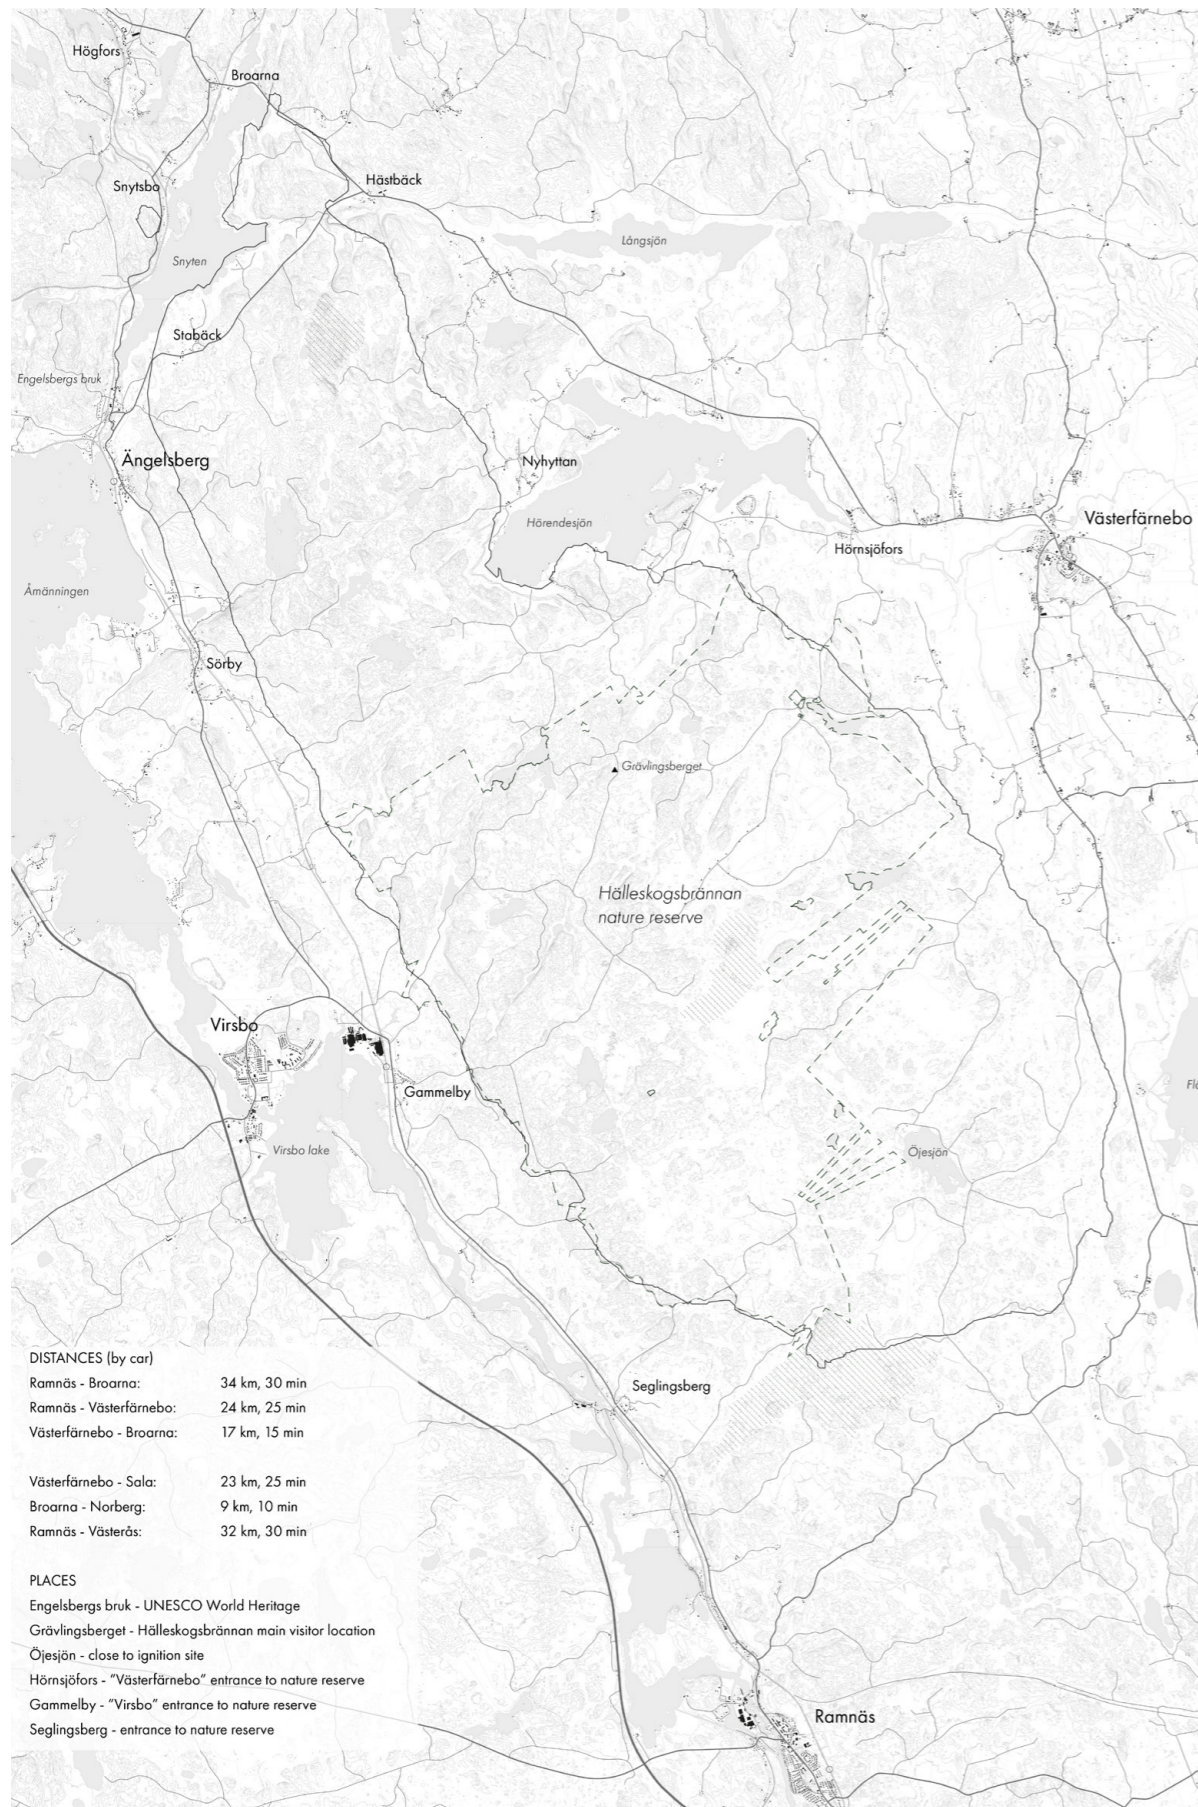 Högfors
Broarna
Snytsbo
Hästbäck
Långsjön
Snyten
Stabäck
Engelsbergs bruk
Ängelsberg
Nyhyttan
Hörendesjön
Västerfärnebo
Hörnsjöfors
Åmänningen
Sörby
Grävlingsberget
Hälleskogsbrännan
nature reserve
Virsbo
Gammelby
Virsbo lake
Öjesjön
Seglingsberg
Ramnäs
DISTANCES (by car)
Ramnäs - Broarna: 34 km, 30 min
Ramnäs - Västerfärnebo: 24 km, 25 min
Västerfärnebo - Broarna: 17 km, 15 min
Västerfärnebo - Sala: 23 km, 25 min
Broarna - Norberg: 9 km, 10 min
Ramnäs - Västerås: 32 km, 30 min
PLACES
Engelsbergs bruk - UNESCO World Heritage
Grävlingsberget - Hälleskogsbrännan main visitor location
Öjesjön - close to ignition site
Hörnsjöfors - "Västerfärnebo" entrance to nature reserve
Gammelby - "Virsbo" entrance to nature reserve
Seglingsberg - entrance to nature reserve